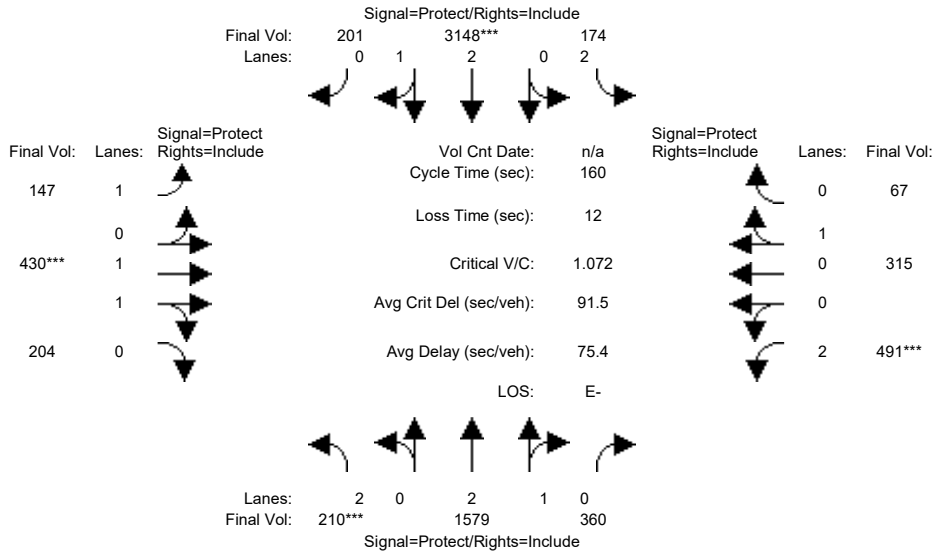 Signal=Protect/Rights=Include
Final Vol: 201 3148*** 174
Lanes: 0 1 2 0 2
Signal=Protect
Final Vol: Lanes: Rights=Include
Vol Cnt Date: n/a
Signal=Protect
Rights=Include Lanes: Final Vol:
Cycle Time (sec): 160
147 1
0 67
Loss Time (sec): 12
0
1
430*** 1
Critical V/C: 1.072
0 315
1
Avg Crit Del (sec/veh): 91.5
0
204 0
Avg Delay (sec/veh): 75.4
2 491***
LOS: E-
Lanes: 2 0 2 1 0
Final Vol: 210*** 1579 360
Signal=Protect/Rights=Include